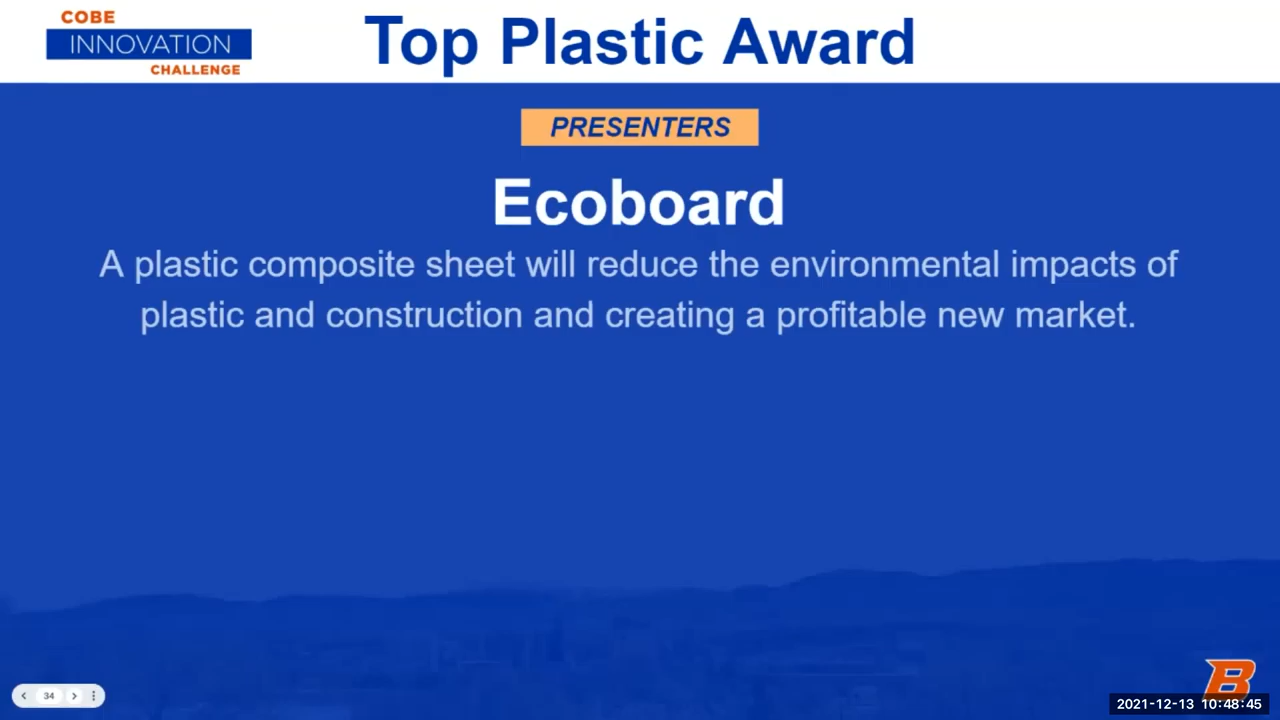 COBE
INNOVATION
CHALLENGE
Top Plastic Award
PRESENTERS
Ecoboard
A plastic composite sheet will reduce the environmental impacts of
plastic and construction and creating a profitable new market.
34
B
2021-12-13 10:48:45